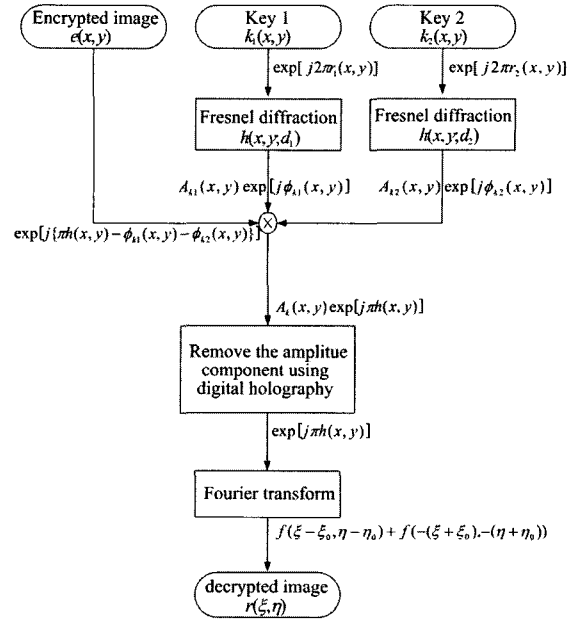 Encrypted image
e(x,y)
Key 1
k₁(x,y)
Key 2
k₂(x,y)
exp[j2πr₁(x,y)]
exp[j2πr₂(x,y)]
Fresnel diffraction
h(x,y;d₁)
Fresnel diffraction
h(x,y;d₂)
Aₖ₁(x,y)exp[jϕₖ₁(x,y)]
Aₖ₂(x,y)exp[jϕₖ₂(x,y)]
exp[j{πh(x,y)−ϕₖ₁(x,y)−ϕₖ₂(x,y)}]
×
Aₖ(x,y)exp[jπh(x,y)]
Remove the amplitue
component using
digital holography
exp[jπh(x,y)]
Fourier transform
f(ξ−ξ₀,η−η₀)+f(−(ξ+ξ₀).−(η+η₀))
decrypted image
r(ξ,η)